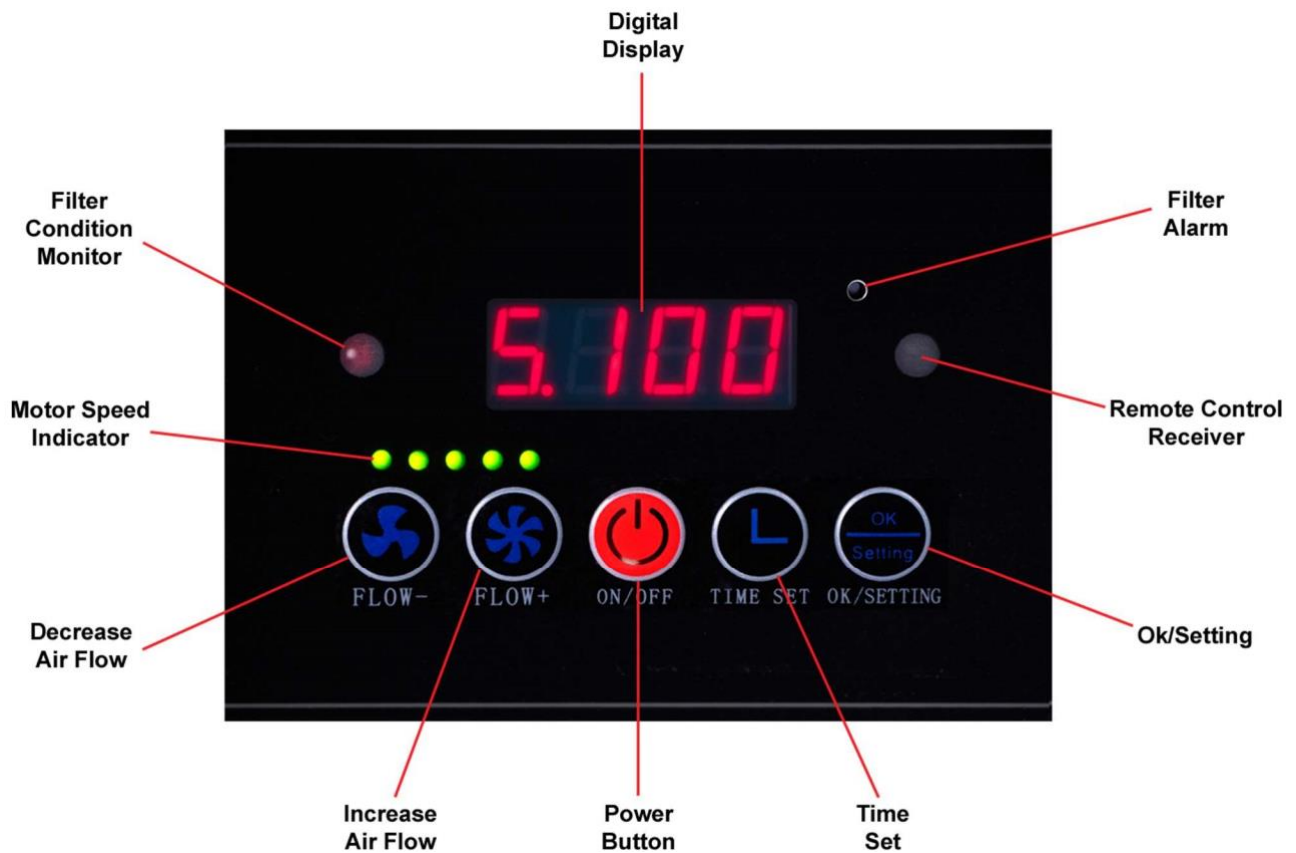 Digital
Display
Filter
Condition
Monitor
Filter
Alarm
5.100
Motor Speed
Indicator
Remote Control
Receiver
OK
Setting
FLOW-
FLOW+
ON/OFF
TIME SET
OK/SETTING
Decrease
Air Flow
Ok/Setting
Increase
Air Flow
Power
Button
Time
Set